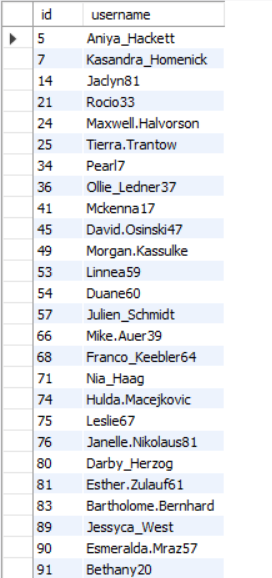 id username
5 Aniya_Hackett
7 Kasandra_Homenick
14 Jaclyn81
21 Rocio33
24 Maxwell.Halvorson
25 Tierra.Trantow
34 Pearl7
36 Ollie_Ledner37
41 Mckenna17
45 David.Osinski47
49 Morgan.Kassulke
53 Linnea59
54 Duane60
57 Julien_Schmidt
66 Mike.Auer39
68 Franco_Keebler64
71 Nia_Haag
74 Hulda.Macejkovic
75 Leslie67
76 Janelle.Nikolaus81
80 Darby_Herzog
81 Esther.Zulauf61
83 Bartholome.Bernhard
89 Jessyca_West
90 Esmeralda.Mraz57
91 Bethany20